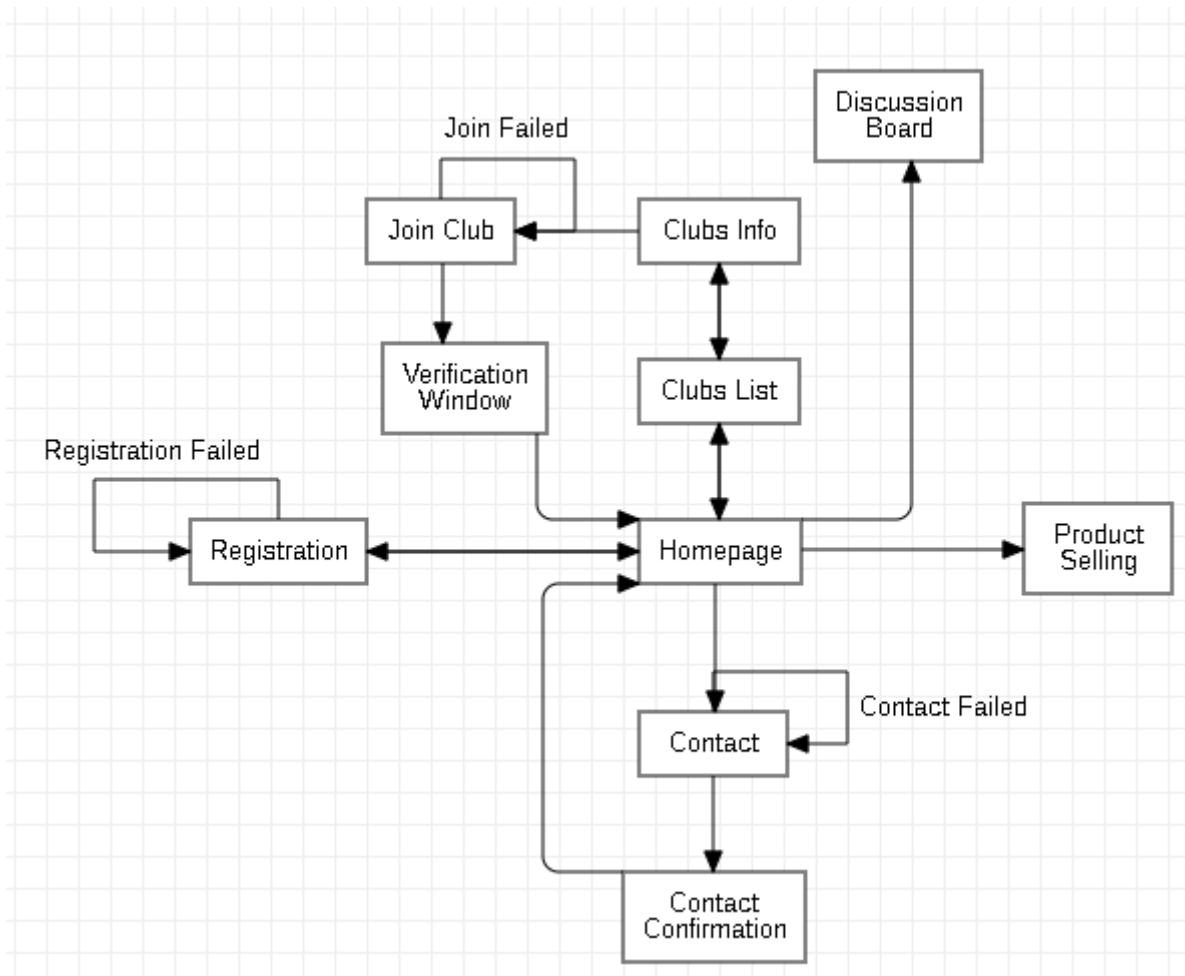 Discussion
Board
Join Failed
Join Club
Clubs Info
Verification
Window
Clubs List
Registration Failed
Registration
Homepage
Product
Selling
Contact Failed
Contact
Contact
Confirmation